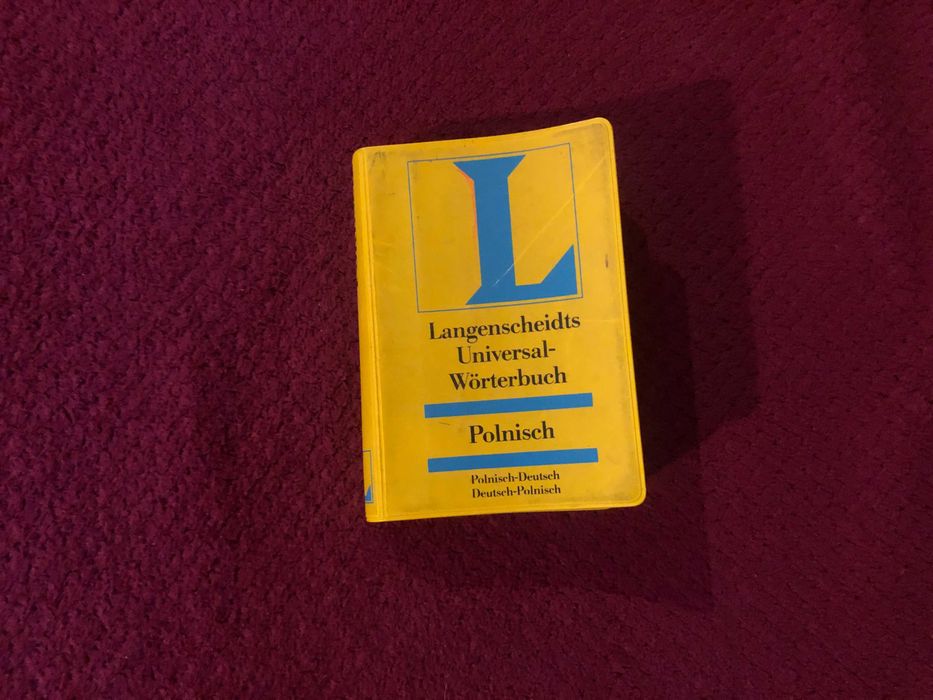 L
Langenscheidts
Universal-
Wörterbuch
Polnisch
Polnisch-Deutsch
Deutsch-Polnisch